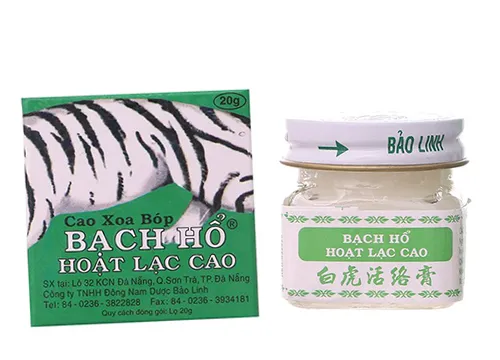 20g
Cao Xoa Bóp
BẠCH HỔ®
HOẠT LẠC CAO
SX tại: Lô 32 KCN Đà Nẵng, Q.Sơn Trà, TP. Đà Nẵng
Công ty TNHH Đông Nam Dược Bảo Linh
Tel: 84 - 0236 - 3822828 Fax: 84 - 0236 - 3934181
Quy cách đóng gói: Lọ 20g
BẢO LINH
BẠCH HỔ
HOẠT LẠC CAO
白虎活络膏